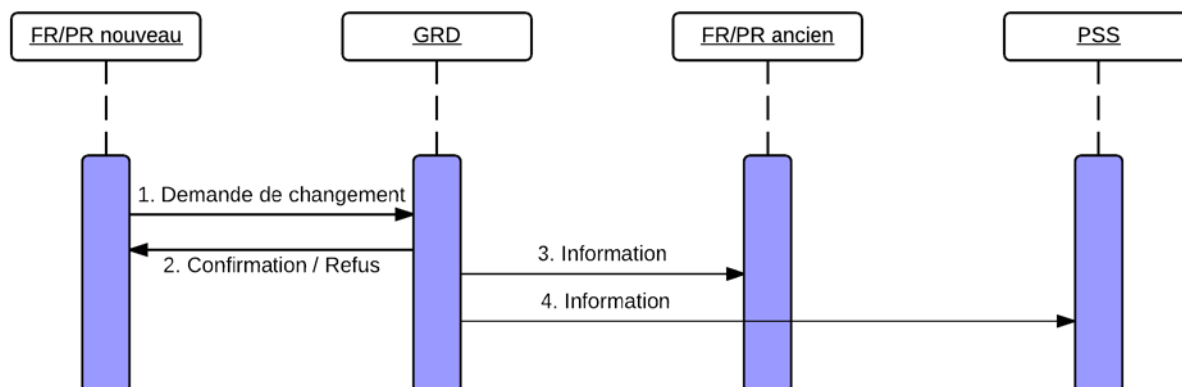 FR/PR nouveau
GRD
FR/PR ancien
PSS
1. Demande de changement
2. Confirmation / Refus
3. Information
4. Information